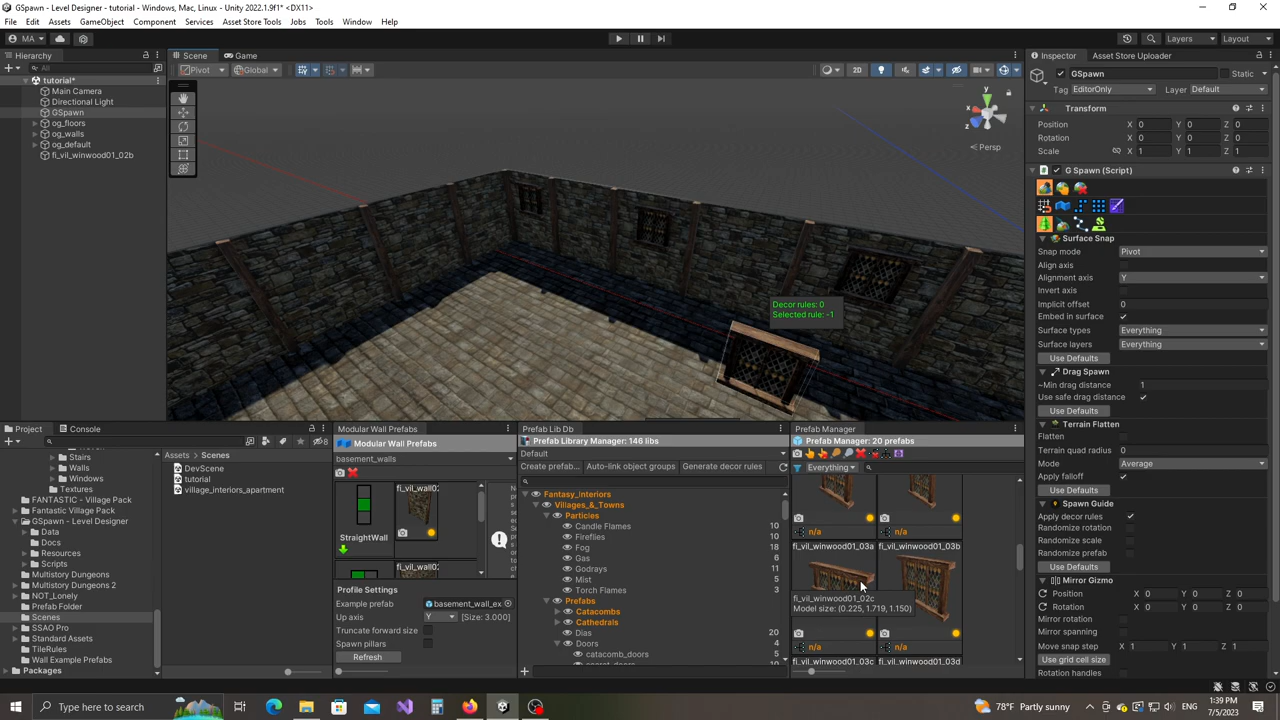 GSpawn - Level Designer - tutorial - Windows, Mac, Linux - Unity 2022.1.9f1* <DX11>
File Edit Assets GameObject Component Services Asset Store Tools Jobs Tools Window Help
MA Layers Layout
Hierarchy
All
tutorial*
Main Camera
Directional Light
GSpawn
og_floors
og_walls
og_default
fi_vil_winwood01_02b
Scene Game
Pivot Global 2D
y
x
z
Persp
Decor rules: 0
Selected rule: -1
Inspector Asset Store Uploader
GSpawn Static
Tag EditorOnly Layer Default
Transform
Position X 0 Y 0 Z 0
Rotation X 0 Y 0 Z 0
Scale X 1 Y 1 Z 1
G Spawn (Script)
Surface Snap
Snap mode Pivot
Align axis
Alignment axis Y
Invert axis
Implicit offset 0
Embed in surface
Surface types Everything
Surface layers Everything
Use Defaults
Drag Spawn
~Min drag distance 1
Use safe drag distance
Use Defaults
Terrain Flatten
Flatten
Terrain quad radius 0
Mode Average
Apply falloff
Use Defaults
Spawn Guide
Apply decor rules
Randomize rotation
Randomize scale
Randomize prefab
Use Defaults
Mirror Gizmo
Position X 0 Y 0 Z 0
Rotation X 0 Y 0 Z 0
Mirror rotation
Mirror spanning
Move snap step X 1 Y 1 Z 1
Use grid cell size
Rotation handles
Project Console
8
Assets > Scenes
Stairs
Walls
Windows
Textures
FANTASTIC - Village Pack
Fantastic Village Pack
GSpawn - Level Designer
Data
Docs
Resources
Scripts
Multistory Dungeons
Multistory Dungeons 2
NOT_Lonely
Prefab Folder
Scenes
SSAO Pro
Standard Assets
TileRules
Wall Example Prefabs
Packages
DevScene
tutorial
village_interiors_apartment
Modular Wall Prefabs
Modular Wall Prefabs
basement_walls
StraightWall
fi_vil_wall02
fi_vil_wall02
Profile Settings
Example prefab basement_wall_ex
Up axis Y [Size: 3.000]
Truncate forward size
Spawn pillars
Refresh
Prefab Lib Db
Prefab Library Manager: 146 libs
Default
Create prefab... Auto-link object groups Generate decor rules
Fantasy_Interiors
Villages_&_Towns
Particles
Candle Flames 10
Fireflies 10
Fog 18
Gas 6
Godrays 11
Mist 5
Torch Flames 3
Prefabs
Catacombs
Cathedrals
Dias 20
Doors 4
catacomb_doors 5
Prefab Manager
Prefab Manager: 20 prefabs
Everything
n/a n/a
fi_vil_winwood01_03a fi_vil_winwood01_03b
fi_vil_winwood01_02c
Model size: (0.225, 1.719, 1.150)
n/a n/a
fi_vil_winwood01_03c fi_vil_winwood01_03d
Type here to search
78°F Partly sunny
1:39 PM
7/5/2023